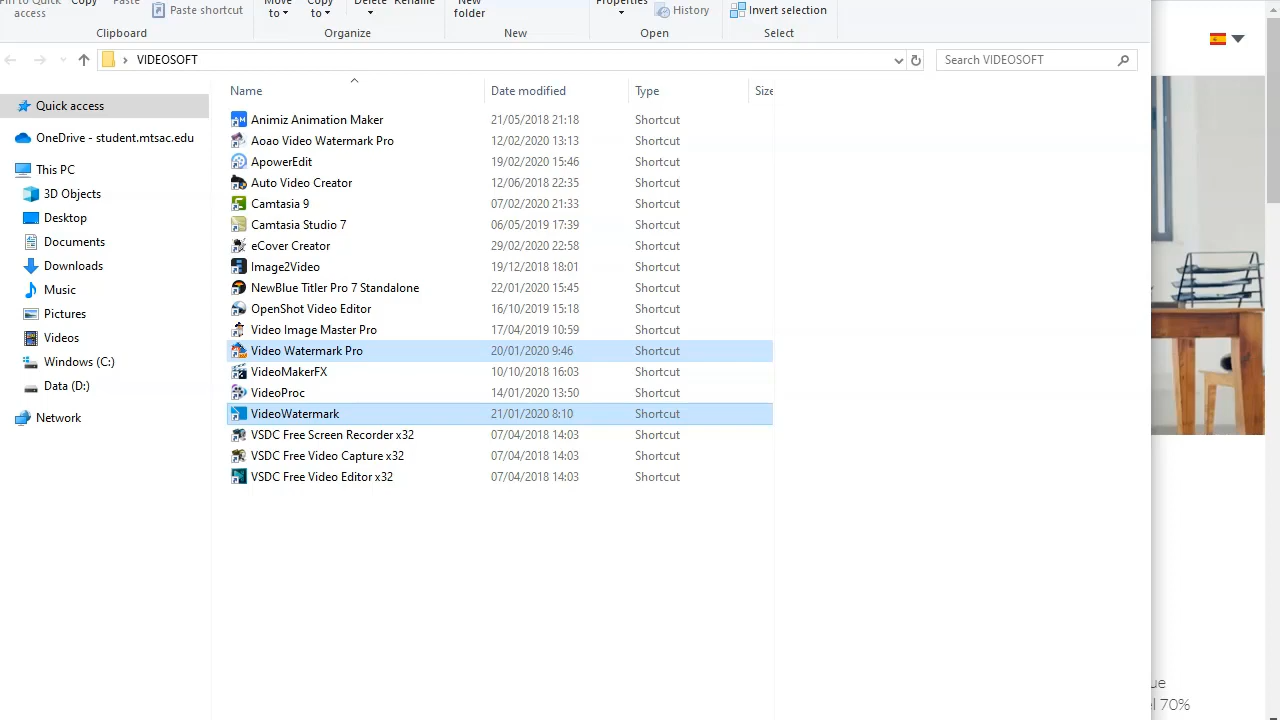 Pin to Quick access
Copy
Paste
Paste shortcut
Clipboard
Move to
Copy to
Delete
Rename
Organize
New folder
New
Properties
History
Open
Invert selection
Select
VIDEOSOFT
Search VIDEOSOFT
Quick access
OneDrive - student.mtsac.edu
This PC
3D Objects
Desktop
Documents
Downloads
Music
Pictures
Videos
Windows (C:)
Data (D:)
Network
Name Date modified Type Size
Animiz Animation Maker 21/05/2018 21:18 Shortcut
Aoao Video Watermark Pro 12/02/2020 13:13 Shortcut
ApowerEdit 19/02/2020 15:46 Shortcut
Auto Video Creator 12/06/2018 22:35 Shortcut
Camtasia 9 07/02/2020 21:33 Shortcut
Camtasia Studio 7 06/05/2019 17:39 Shortcut
eCover Creator 29/02/2020 22:58 Shortcut
Image2Video 19/12/2018 18:01 Shortcut
NewBlue Titler Pro 7 Standalone 22/01/2020 15:45 Shortcut
OpenShot Video Editor 16/10/2019 15:18 Shortcut
Video Image Master Pro 17/04/2019 10:59 Shortcut
Video Watermark Pro 20/01/2020 9:46 Shortcut
VideoMakerFX 10/10/2018 16:03 Shortcut
VideoProc 14/01/2020 13:50 Shortcut
VideoWatermark 21/01/2020 8:10 Shortcut
VSDC Free Screen Recorder x32 07/04/2018 14:03 Shortcut
VSDC Free Video Capture x32 07/04/2018 14:03 Shortcut
VSDC Free Video Editor x32 07/04/2018 14:03 Shortcut
ue
el 70%